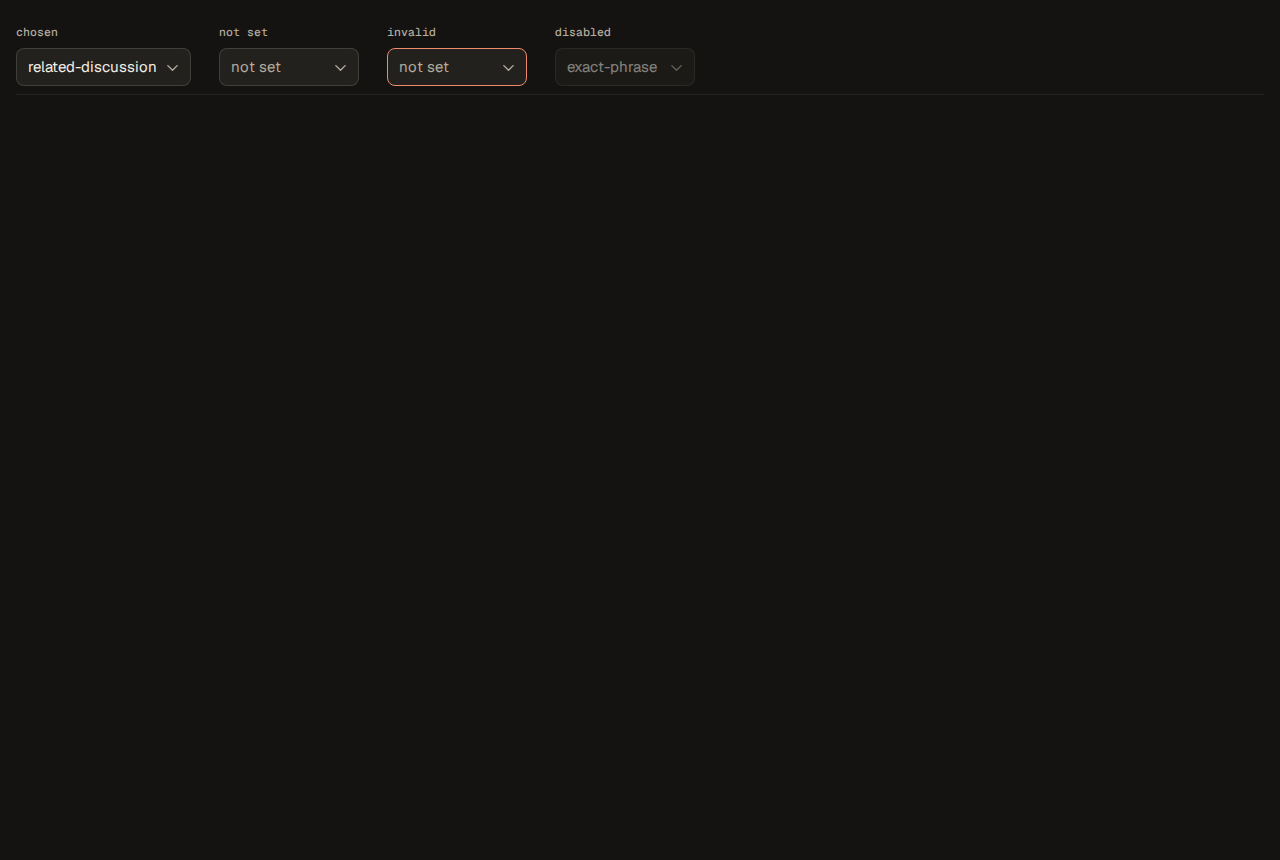 chosen not set invalid disabled
related-discussion not set not set exact-phrase